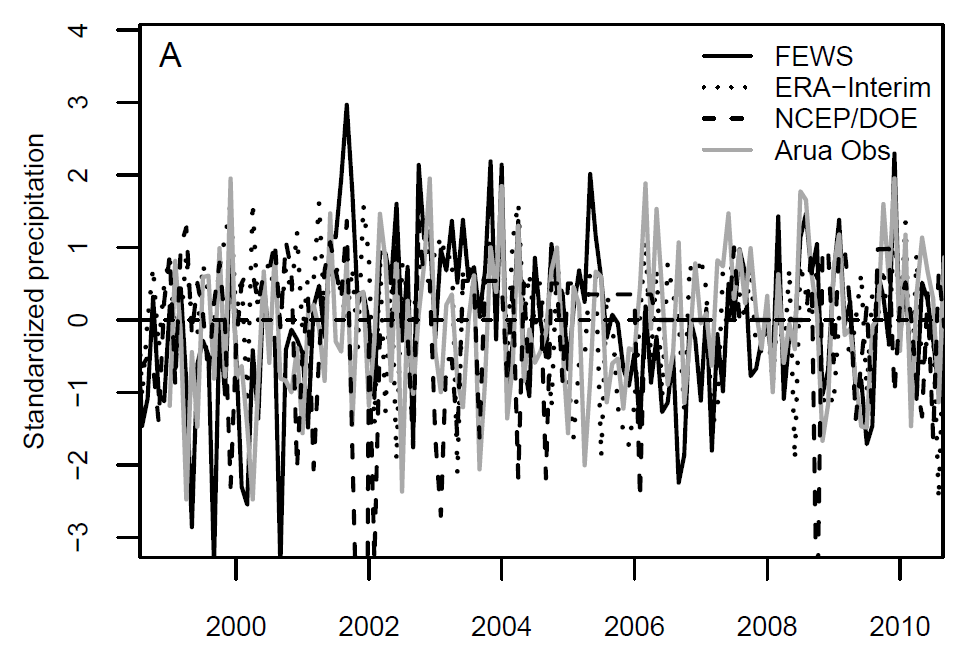 A
FEWS
ERA−Interim
NCEP/DOE
Arua Obs
Standardized precipitation
4
3
2
1
0
−1
−2
−3
2000 2002 2004 2006 2008 2010